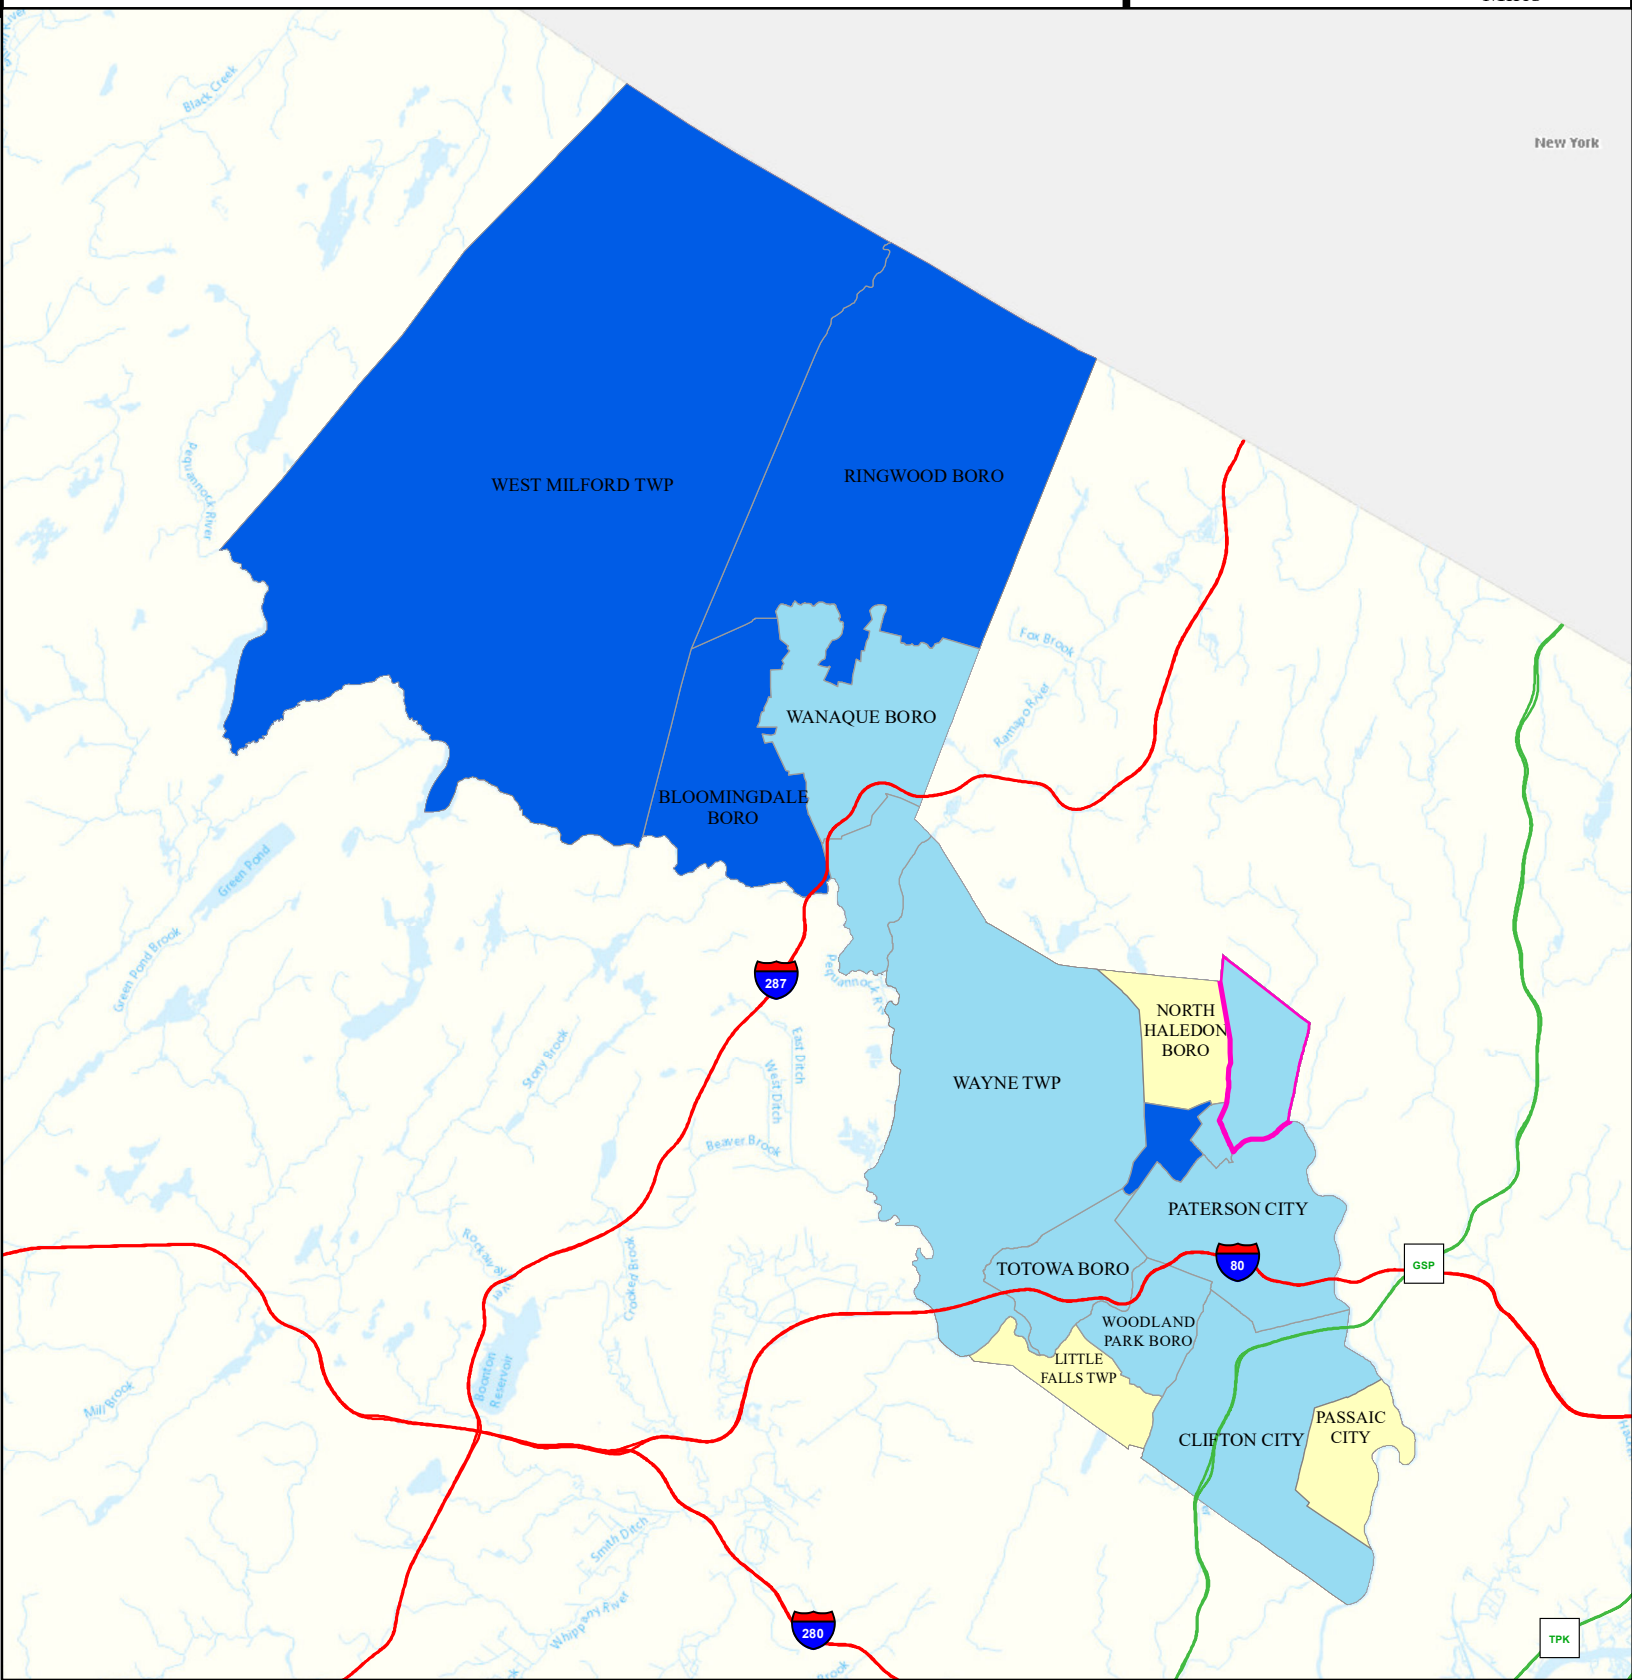 New York
Black Creek
Pequannock River
WEST MILFORD TWP
RINGWOOD BORO
Fox Brook
Ramapo River
WANAQUE BORO
BLOOMINGDALE
BORO
Green Pond
Green Pond Brook
287
Stony Brook
East Ditch
West Ditch
Beaver Brook
NORTH
HALEDON
BORO
WAYNE TWP
PATERSON CITY
Crooked Brook
TOTOWA BORO
80
GSP
WOODLAND
PARK BORO
LITTLE
FALLS TWP
Boonton
Reservoir
Mill Brook
PASSAIC
CITY
CLIFTON CITY
Smith Ditch
Whippany River
280
TPK
Brook